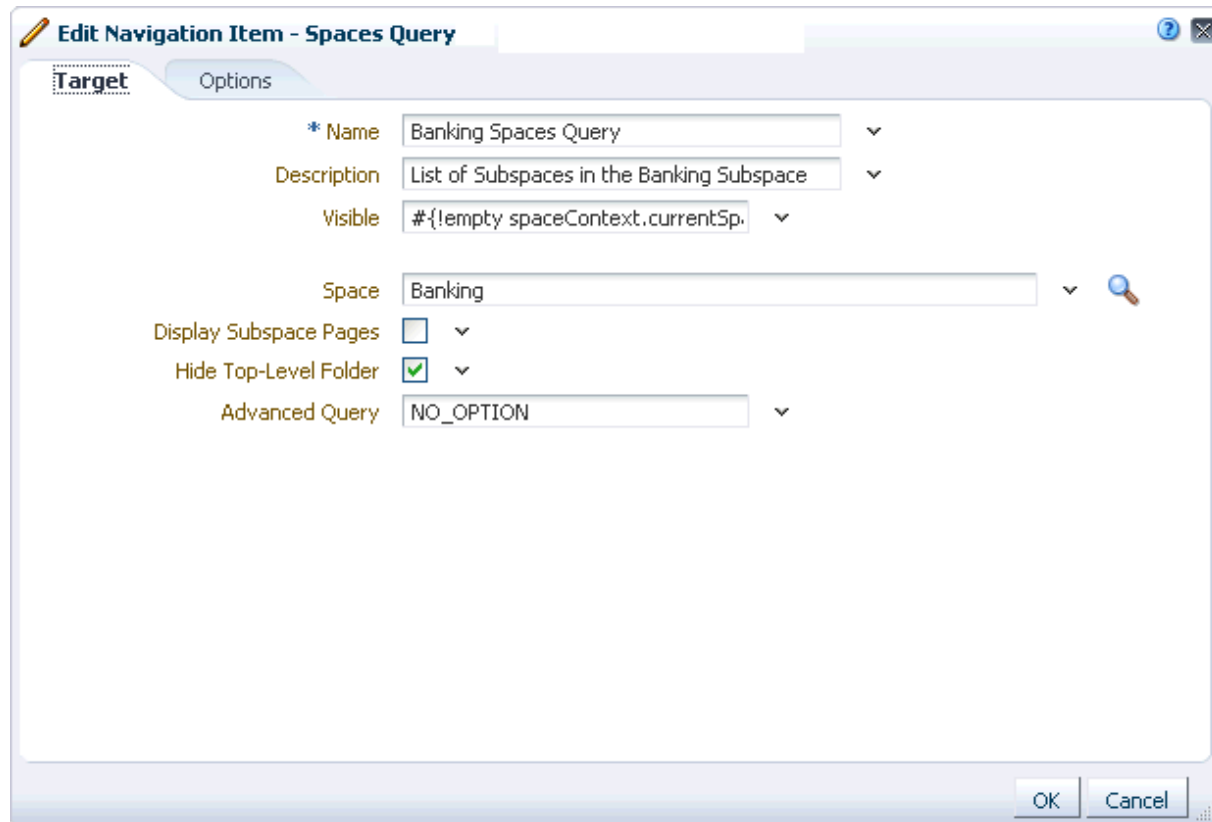 Edit Navigation Item - Spaces Query
Target Options
* Name Banking Spaces Query
Description List of Subspaces in the Banking Subspace
Visible #{!empty spaceContext.currentSp
Space Banking
Display Subspace Pages
Hide Top-Level Folder
Advanced Query NO_OPTION
OK Cancel